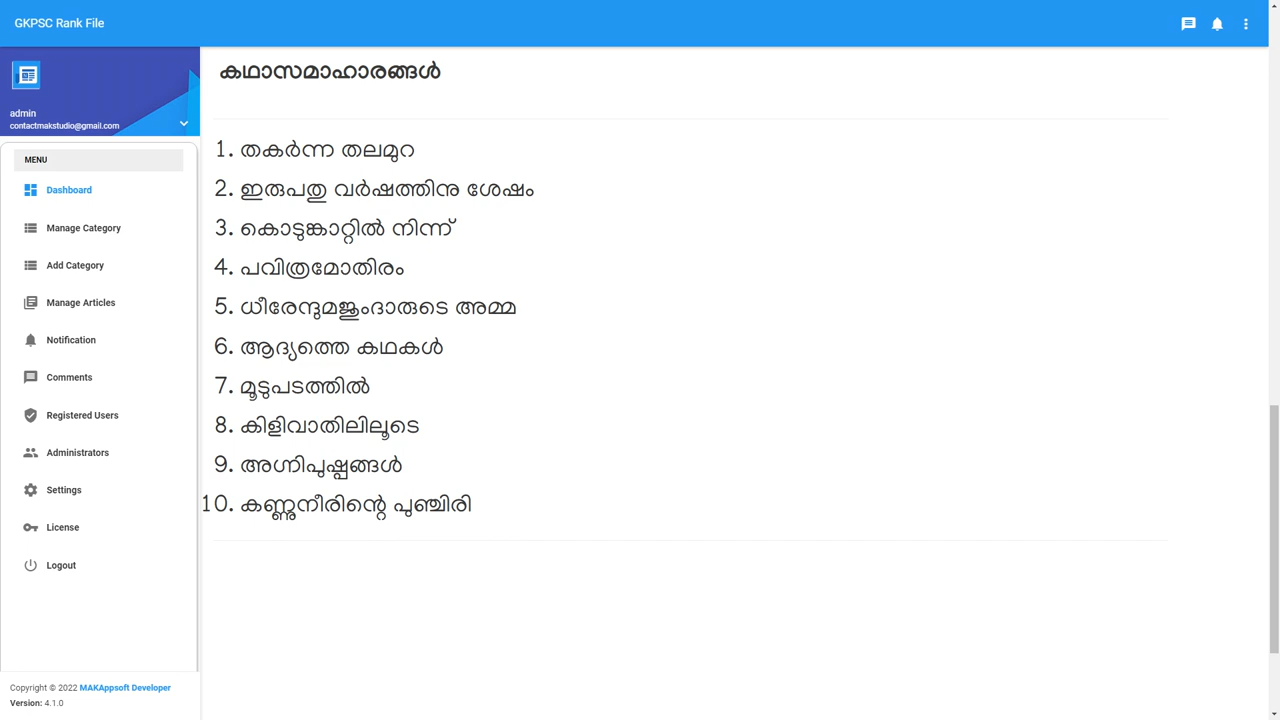 GKPSC Rank File
admin
contactmakstudio@gmail.com
MENU
Dashboard
Manage Category
Add Category
Manage Articles
Notification
Comments
Registered Users
Administrators
Settings
License
Logout
Copyright © 2022 MAKAppsoft Developer
Version: 4.1.0
കഥാസമാഹാരങ്ങൾ
1. തകർന്ന തലമുറ
2. ഇരുപതു വർഷത്തിനു ശേഷം
3. കൊടുങ്കാറ്റിൽ നിന്ന്
4. പവിത്രമോതിരം
5. ധീരേന്ദുമജുംദാരുടെ അമ്മ
6. ആദ്യത്തെ കഥകൾ
7. മൂടുപടത്തിൽ
8. കിളിവാതിലിലൂടെ
9. അഗ്നിപുഷ്പങ്ങൾ
10. കണ്ണുനീരിന്റെ പുഞ്ചിരി